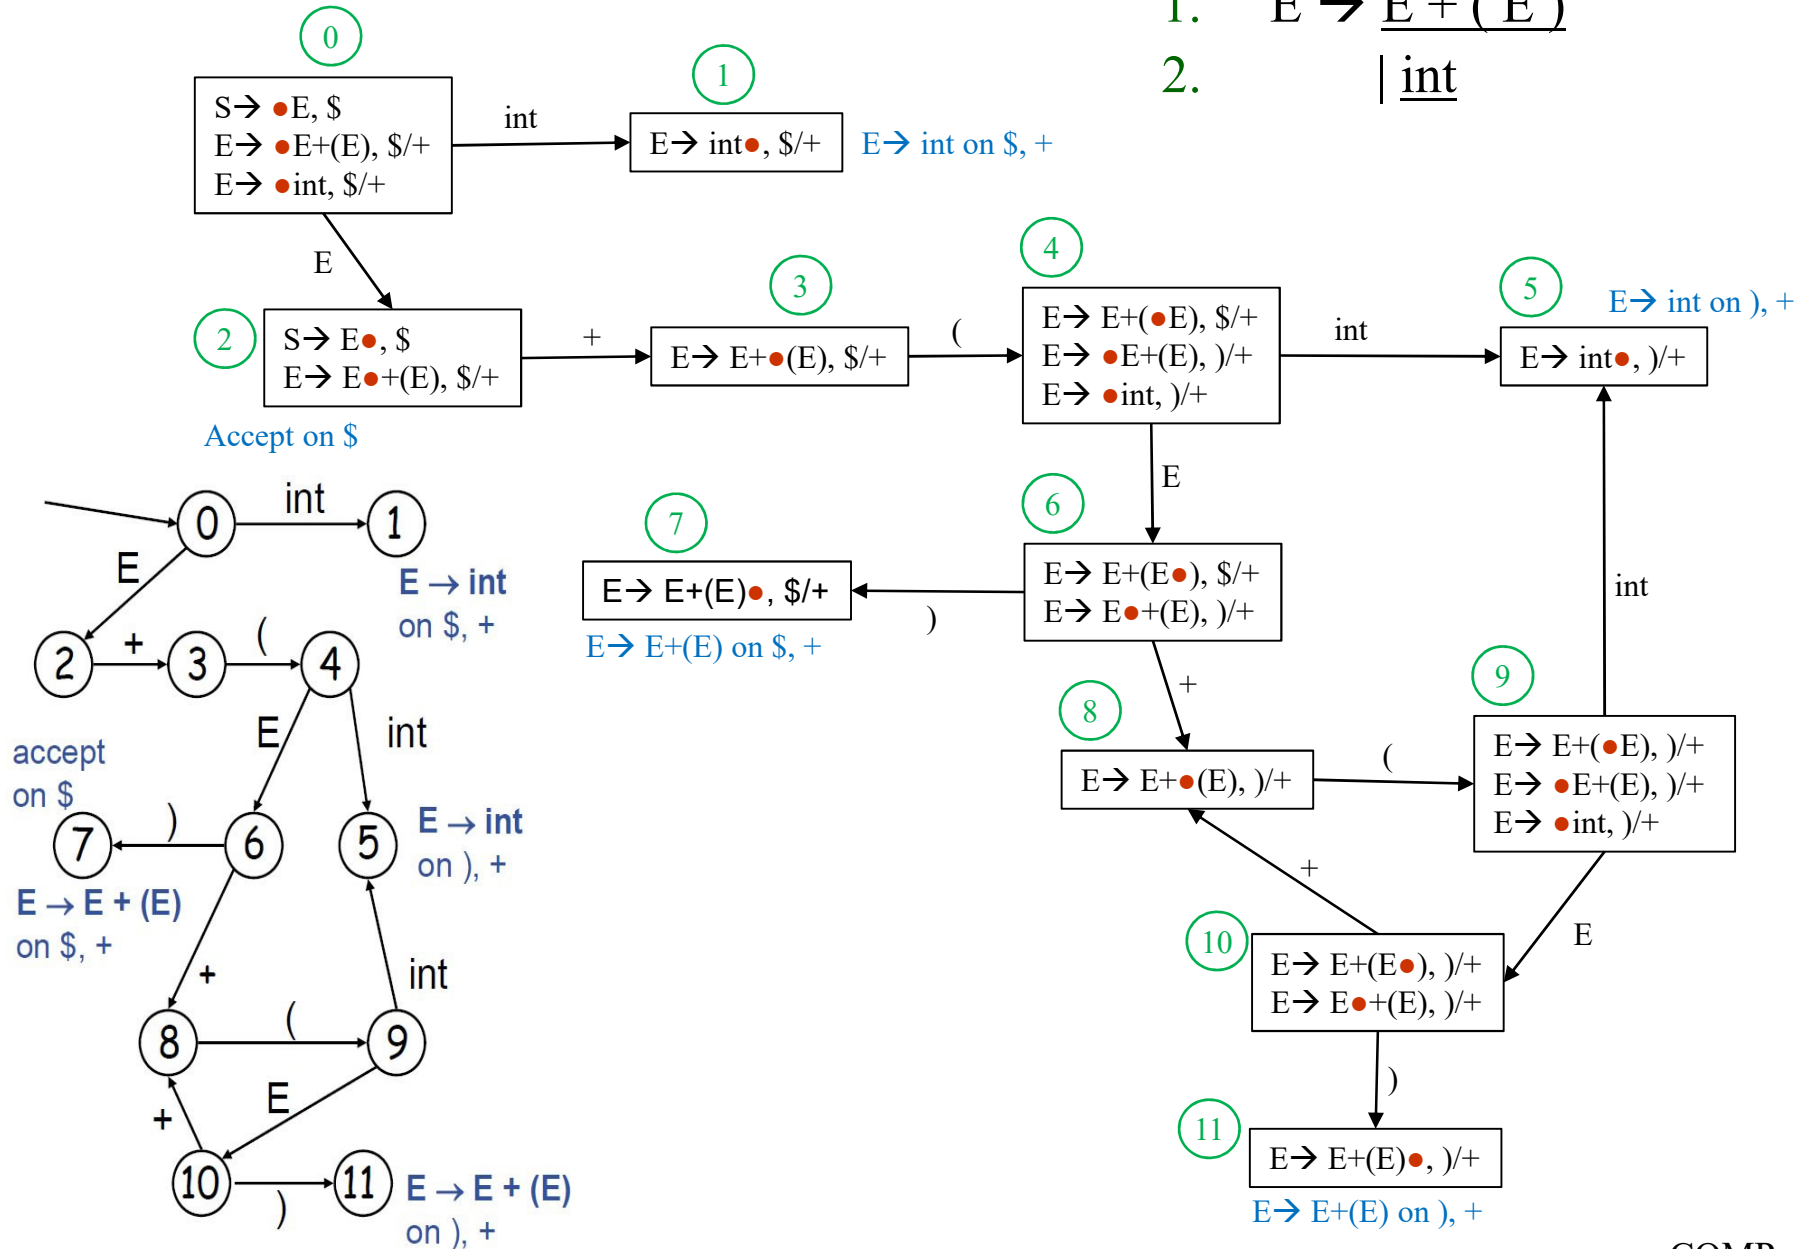 1. E → E + ( E )
2. | int
0
S→ •E, $
E→ •E+(E), $/+
E→ •int, $/+
int
1
E→ int•, $/+
E→ int on $, +
E
2
S→ E•, $
E→ E•+(E), $/+
Accept on $
+
3
E→ E+•(E), $/+
(
4
E→ E+(•E), $/+
E→ •E+(E), )/+
E→ •int, )/+
int
5
E→ int•, )/+
E→ int on ), +
E
6
E→ E+(E•), $/+
E→ E•+(E), )/+
)
7
E→ E+(E)•, $/+
E→ E+(E) on $, +
+
8
E→ E+•(E), )/+
(
9
E→ E+(•E), )/+
E→ •E+(E), )/+
E→ •int, )/+
int
E
10
E→ E+(E•), )/+
E→ E•+(E), )/+
+
)
11
E→ E+(E)•, )/+
E→ E+(E) on ), +
0
int
1
E → int
on $, +
E
2
+
3
(
4
E
int
accept
on $
7
)
6
5
E → int
on ), +
E → E + (E)
on $, +
+
int
8
(
9
+
E
10
)
11
E → E + (E)
on ), +